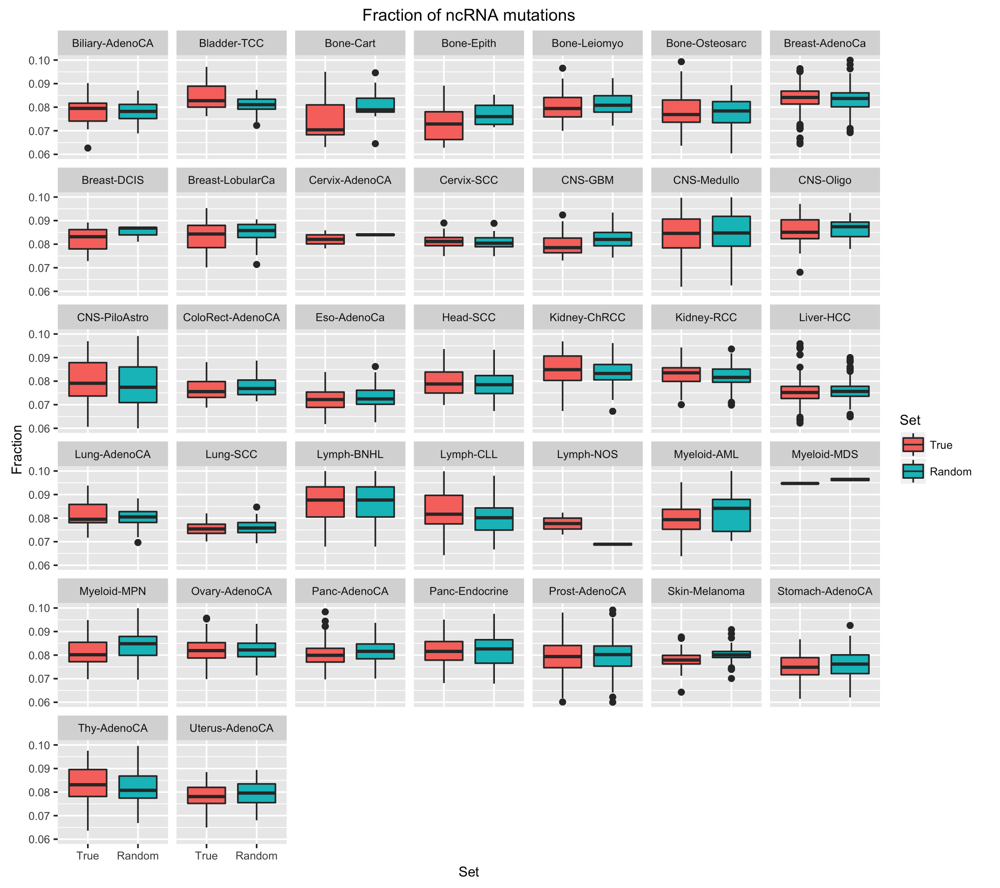 Fraction of ncRNA mutations
Biliary-AdenoCA Bladder-TCC Bone-Cart Bone-Epith Bone-Leiomyo Bone-Osteosarc Breast-AdenoCa
0.10
0.09
0.08
0.07
0.06
Breast-DCIS Breast-LobularCa Cervix-AdenoCA Cervix-SCC CNS-GBM CNS-Medullo CNS-Oligo
0.10
0.09
0.08
0.07
0.06
CNS-PiloAstro ColoRect-AdenoCA Eso-AdenoCa Head-SCC Kidney-ChRCC Kidney-RCC Liver-HCC
0.10
0.09
0.08
0.07
0.06
Fraction
Set
True
Random
Lung-AdenoCA Lung-SCC Lymph-BNHL Lymph-CLL Lymph-NOS Myeloid-AML Myeloid-MDS
0.10
0.09
0.08
0.07
0.06
Myeloid-MPN Ovary-AdenoCA Panc-AdenoCA Panc-Endocrine Prost-AdenoCA Skin-Melanoma Stomach-AdenoCA
0.10
0.09
0.08
0.07
0.06
Thy-AdenoCA Uterus-AdenoCA
0.10
0.09
0.08
0.07
0.06
True Random True Random
Set